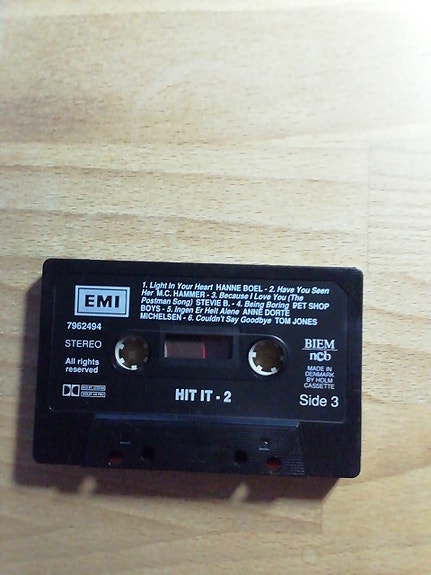 1. Light In Your Heart HANNE BOEL - 2. Have You Seen
Her M.C. HAMMER - 3. Because I Love You (The
Postman Song) STEVIE B. - 4. Being Boring PET SHOP
BOYS - 5. Ingen Er Helt Alene ANNE DORTE
MICHELSEN - 6. Couldn't Say Goodbye TOM JONES
EMI
7962494
STEREO
All rights
reserved
BIEM
ncb
MADE IN
DENMARK
BY HOLM
CASSETTE
HIT IT - 2
Side 3